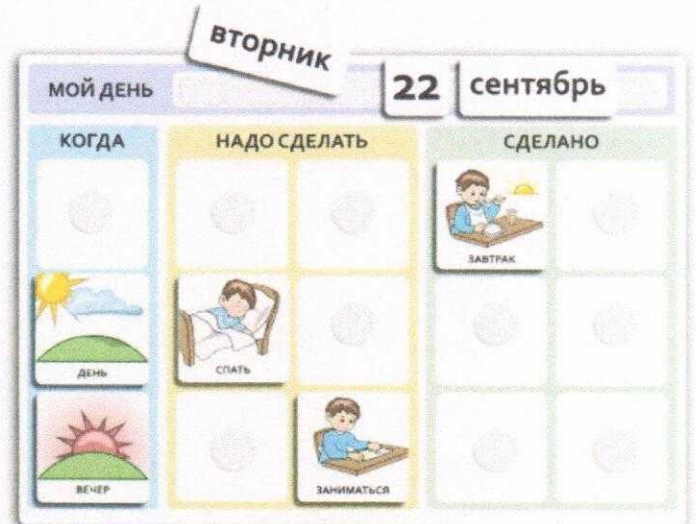 вторник
МОЙ ДЕНЬ 22 сентябрь
КОГДА НАДО СДЕЛАТЬ СДЕЛАНО
ЗАВТРАК
ДЕНЬ СПАТЬ
ВЕЧЕР ЗАНИМАТЬСЯ